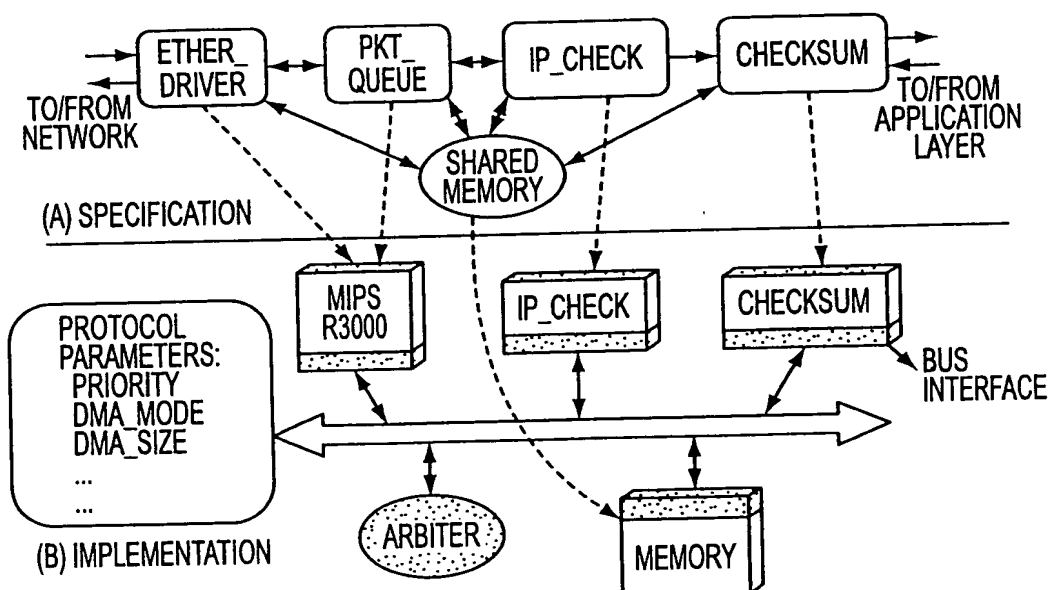 ETHER_
DRIVER
PKT_
QUEUE
IP_CHECK
CHECKSUM
TO/FROM
NETWORK
TO/FROM
APPLICATION
LAYER
SHARED
MEMORY
(A) SPECIFICATION
MIPS
R3000
IP_CHECK
CHECKSUM
PROTOCOL
PARAMETERS:
PRIORITY
DMA_MODE
DMA_SIZE
...
...
BUS
INTERFACE
ARBITER
MEMORY
(B) IMPLEMENTATION